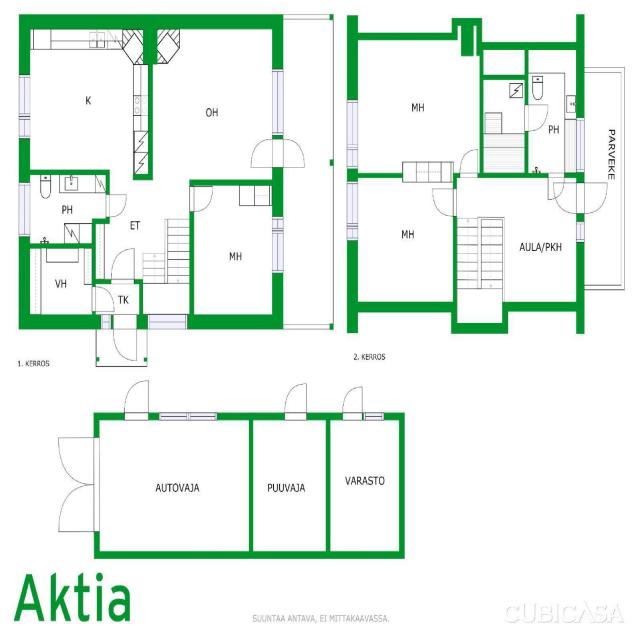 K
OH
PH
ET
MH
VH
TK
1. KERROS
MH
PH
PARVEKE
MH
AULA/PKH
2. KERROS
AUTOVAJA
PUUVAJA
VARASTO
Aktia
SUUNTAA ANTAVA, EI MITTAKAAVASSA.
CUBICASA